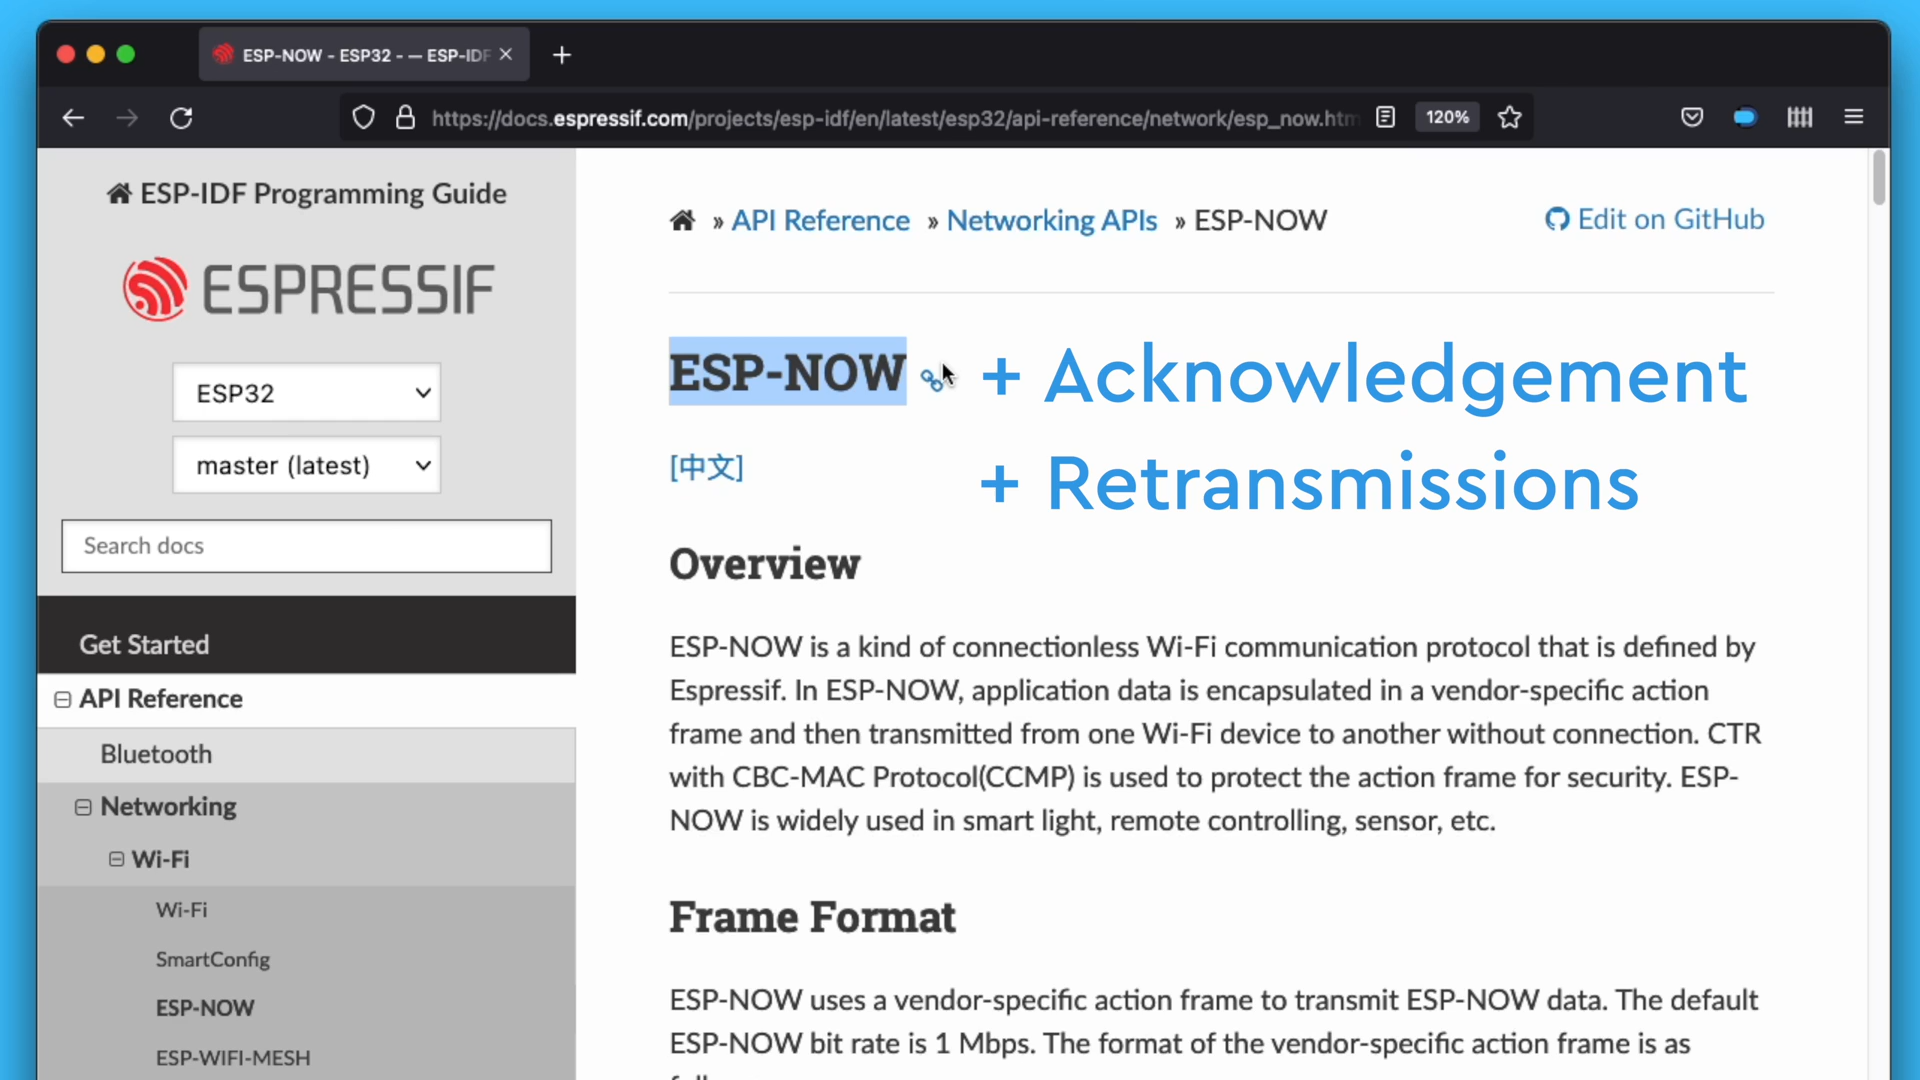 ESP-NOW - ESP32 - — ESP-IDF
https://docs.espressif.com/projects/esp-idf/en/latest/esp32/api-reference/network/esp_now.htm
120%
ESP-IDF Programming Guide
ESPRESSIF
ESP32
master (latest)
Search docs
Get Started
API Reference
Bluetooth
Networking
Wi-Fi
Wi-Fi
SmartConfig
ESP-NOW
ESP-WIFI-MESH
» API Reference » Networking APIs » ESP-NOW
Edit on GitHub
ESP-NOW
+ Acknowledgement
[中文]
+ Retransmissions
Overview
ESP-NOW is a kind of connectionless Wi-Fi communication protocol that is defined by
Espressif. In ESP-NOW, application data is encapsulated in a vendor-specific action
frame and then transmitted from one Wi-Fi device to another without connection. CTR
with CBC-MAC Protocol(CCMP) is used to protect the action frame for security. ESP-
NOW is widely used in smart light, remote controlling, sensor, etc.
Frame Format
ESP-NOW uses a vendor-specific action frame to transmit ESP-NOW data. The default
ESP-NOW bit rate is 1 Mbps. The format of the vendor-specific action frame is as